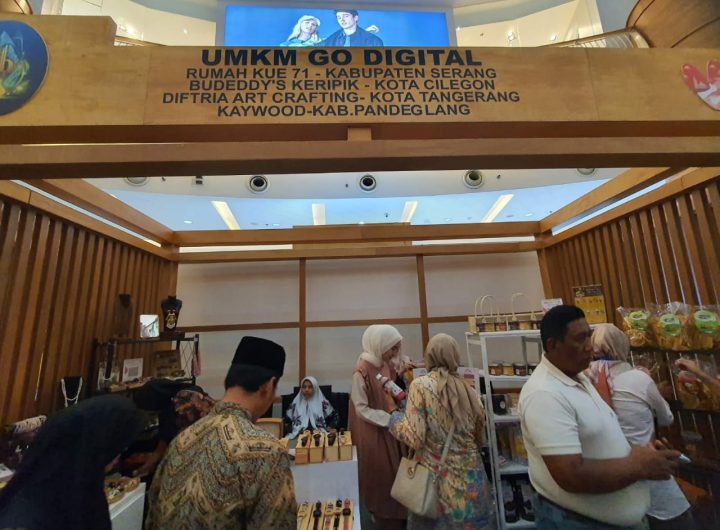 UMKM GO DIGITAL
RUMAH KUE 71 - KABUPATEN SERANG
BUDEDDY'S KERIPIK - KOTA CILEGON
DIFTRIA ART CRAFTING- KOTA TANGERANG
KAYWOOD-KAB.PANDEGLANG